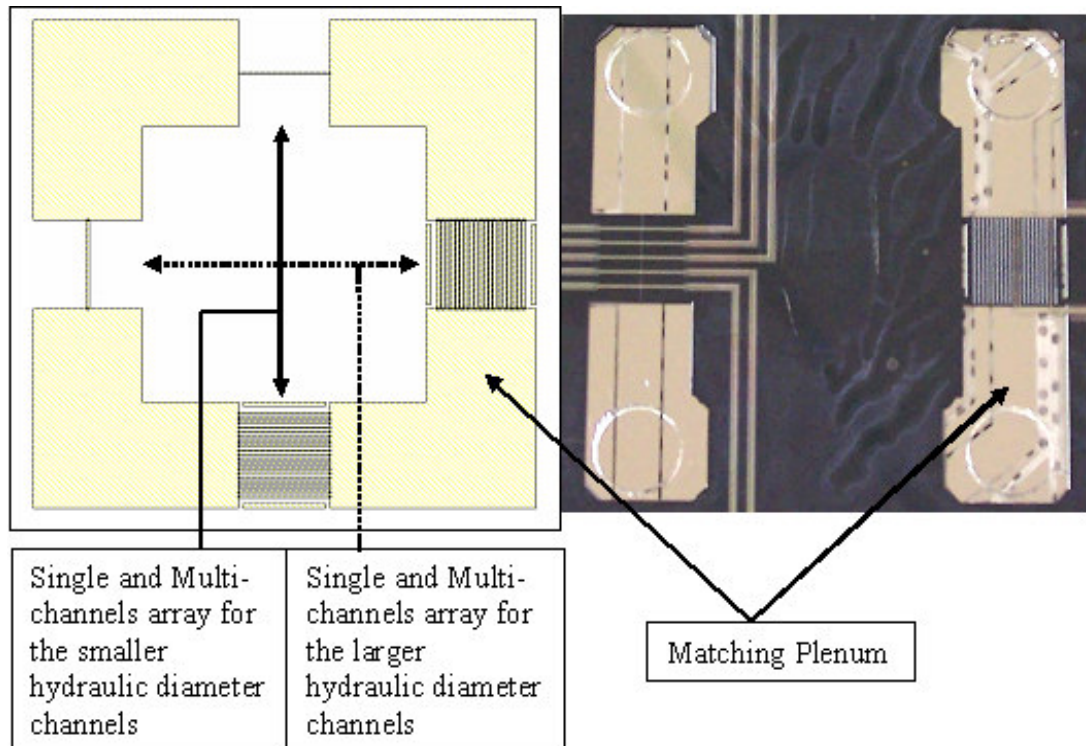 Single and Multi-
channels array for
the smaller
hydraulic diameter
channels
Single and Multi-
channels array for
the larger
hydraulic diameter
channels
Matching Plenum